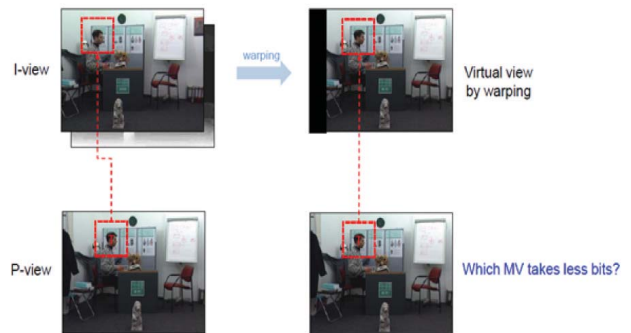 I-view
warping
Virtual view
by warping
P-view
Which MV takes less bits?